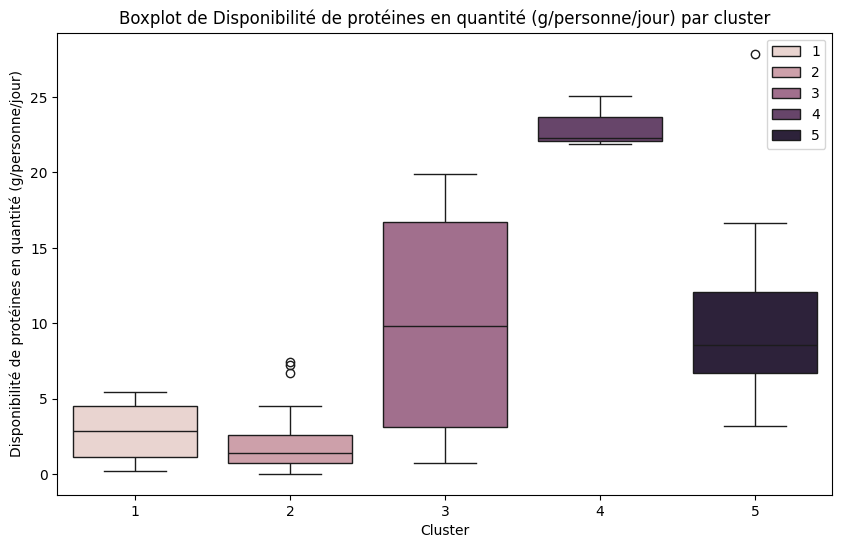 Boxplot de Disponibilité de protéines en quantité (g/personne/jour) par cluster
Disponibilité de protéines en quantité (g/personne/jour)
25
20
15
10
5
0
1
2
3
4
5
1 2 3 4 5
Cluster